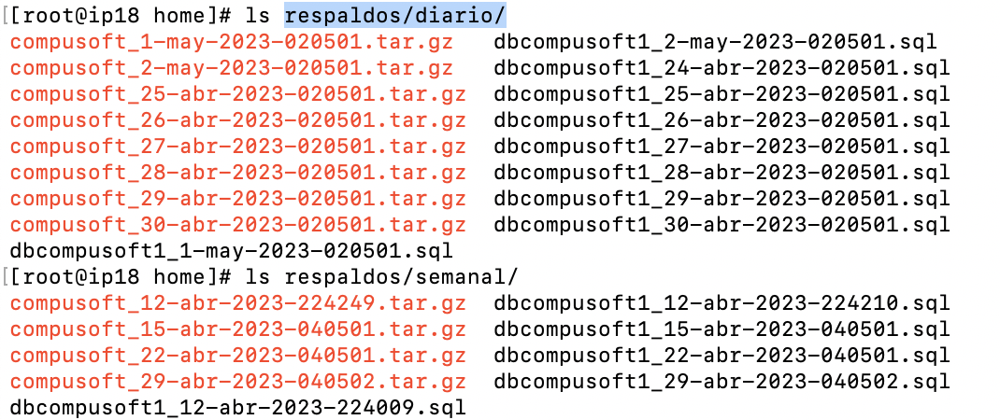 [[root@ip18 home]# ls respaldos/diario/
compusoft_1-may-2023-020501.tar.gz   dbcompusoft1_2-may-2023-020501.sql
compusoft_2-may-2023-020501.tar.gz   dbcompusoft1_24-abr-2023-020501.sql
compusoft_25-abr-2023-020501.tar.gz  dbcompusoft1_25-abr-2023-020501.sql
compusoft_26-abr-2023-020501.tar.gz  dbcompusoft1_26-abr-2023-020501.sql
compusoft_27-abr-2023-020501.tar.gz  dbcompusoft1_27-abr-2023-020501.sql
compusoft_28-abr-2023-020501.tar.gz  dbcompusoft1_28-abr-2023-020501.sql
compusoft_29-abr-2023-020501.tar.gz  dbcompusoft1_29-abr-2023-020501.sql
compusoft_30-abr-2023-020501.tar.gz  dbcompusoft1_30-abr-2023-020501.sql
dbcompusoft1_1-may-2023-020501.sql
[[root@ip18 home]# ls respaldos/semanal/
compusoft_12-abr-2023-224249.tar.gz  dbcompusoft1_12-abr-2023-224210.sql
compusoft_15-abr-2023-040501.tar.gz  dbcompusoft1_15-abr-2023-040501.sql
compusoft_22-abr-2023-040501.tar.gz  dbcompusoft1_22-abr-2023-040501.sql
compusoft_29-abr-2023-040502.tar.gz  dbcompusoft1_29-abr-2023-040502.sql
dbcompusoft1_12-abr-2023-224009.sql